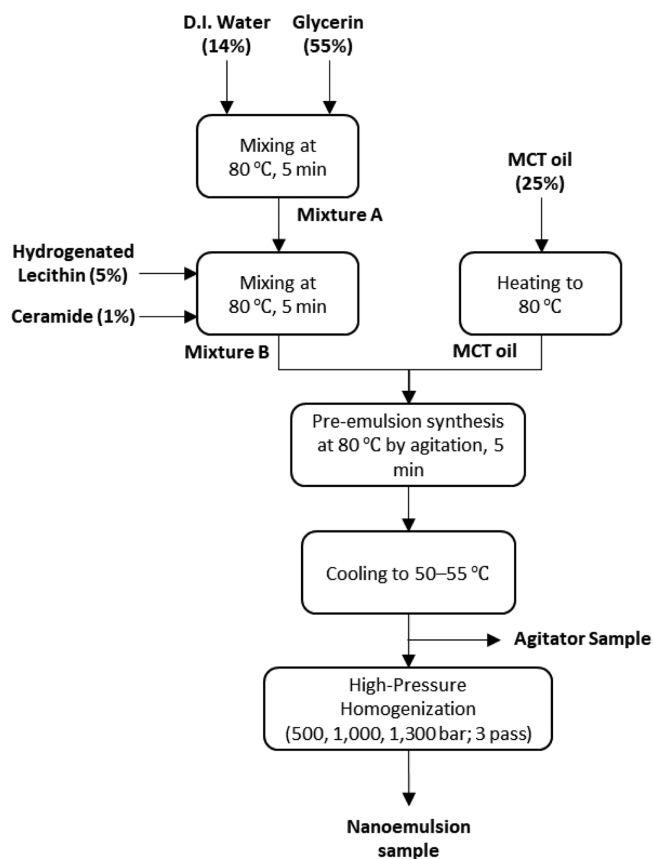 D.I. Water
(14%)
Glycerin
(55%)
Mixing at
80 ℃, 5 min
MCT oil
(25%)
Mixture A
Hydrogenated
Lecithin (5%)
Ceramide (1%)
Mixing at
80 ℃, 5 min
Heating to
80 ℃
Mixture B
MCT oil
Pre-emulsion synthesis
at 80 ℃ by agitation, 5
min
Cooling to 50–55 ℃
Agitator Sample
High-Pressure
Homogenization
(500, 1,000, 1,300 bar; 3 pass)
Nanoemulsion
sample